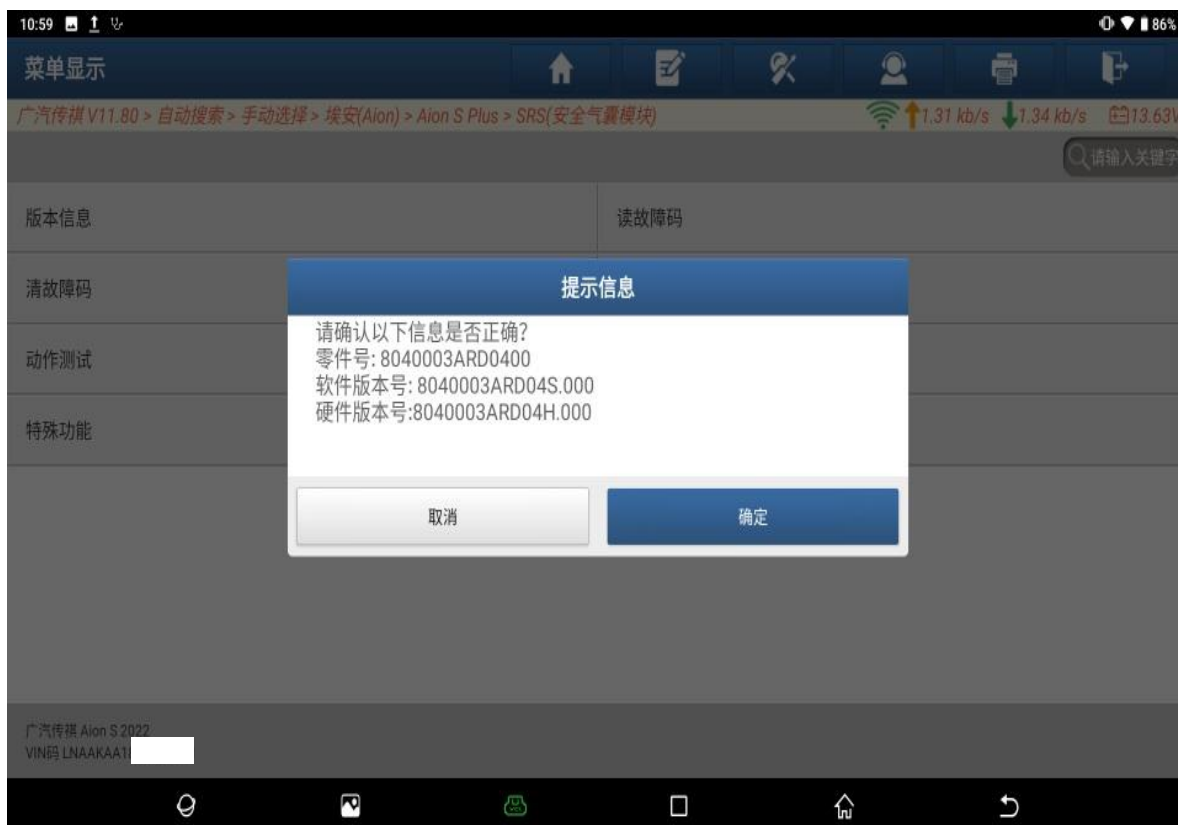 10:59
86%
菜单显示
广汽传祺 V11.80 > 自动搜索 > 手动选择 > 埃安(Aion) > Aion S Plus > SRS(安全气囊模块)
1.31 kb/s
1.34 kb/s
13.63V
请输入关键字
版本信息
读故障码
清故障码
动作测试
特殊功能
提示信息
请确认以下信息是否正确?
零件号: 8040003ARD0400
软件版本号: 8040003ARD04S.000
硬件版本号:8040003ARD04H.000
取消
确定
广汽传祺 Aion S 2022
VIN码 LNAAKAA1